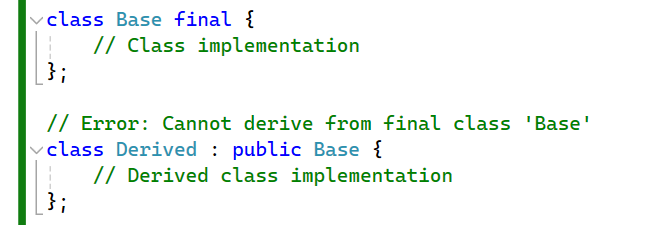 class Base final {
    // Class implementation
};

// Error: Cannot derive from final class 'Base'
class Derived : public Base {
    // Derived class implementation
};